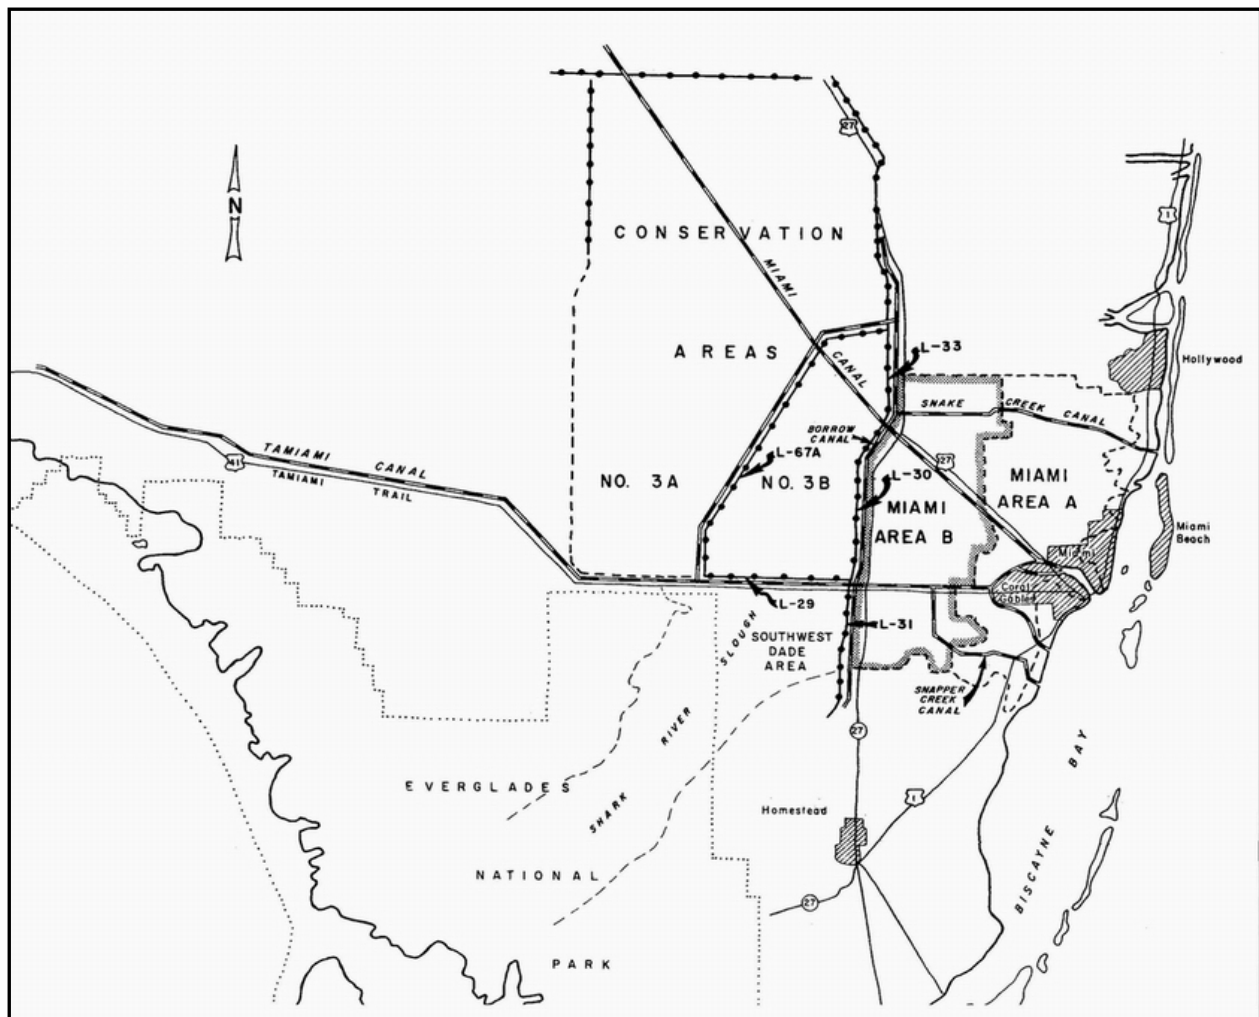 27
N
1
CONSERVATION
MIAMI
AREAS
CANAL
L-33
Hollywood
SNAKE
CREEK
CANAL
BORROW
CANAL
TAMIAMI
CANAL
41
TAMIAMI
TRAIL
L-67A
27
NO. 3A
NO. 3B
L-30
MIAMI
AREA A
MIAMI
AREA B
Miami
Beach
Miami
Coral
Gables
L-29
L-31
SLOUGH
SOUTHWEST
DADE
AREA
SNAPPER
CREEK
CANAL
RIVER
27
BAY
EVERGLADES
SHARK
1
Homestead
NATIONAL
27
BISCAYNE
PARK